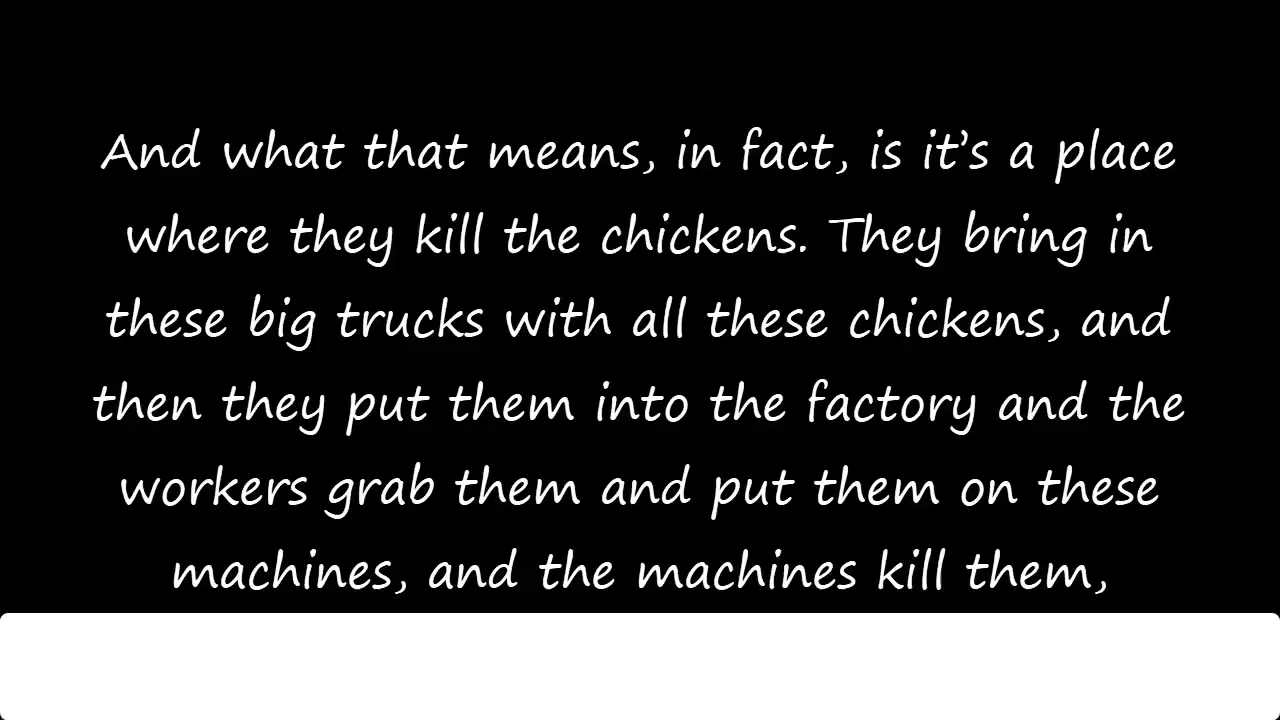 And what that means, in fact, is it’s a place
where they kill the chickens. They bring in
these big trucks with all these chickens, and
then they put them into the factory and the
workers grab them and put them on these
machines, and the machines kill them,